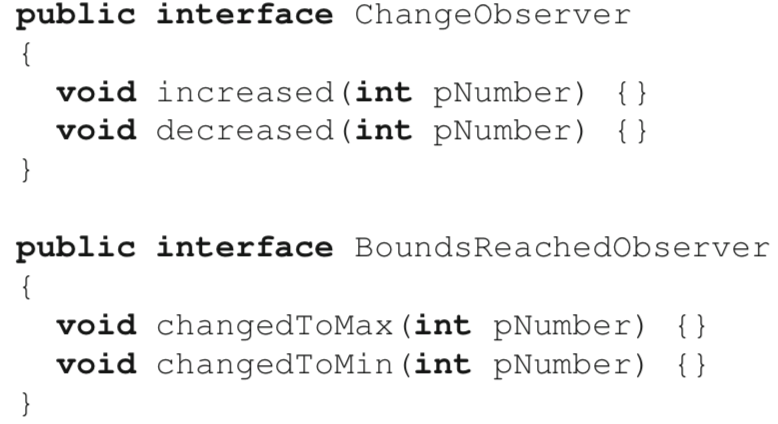 public interface ChangeObserver
{
  void increased(int pNumber) {}
  void decreased(int pNumber) {}
}

public interface BoundsReachedObserver
{
  void changedToMax(int pNumber) {}
  void changedToMin(int pNumber) {}
}